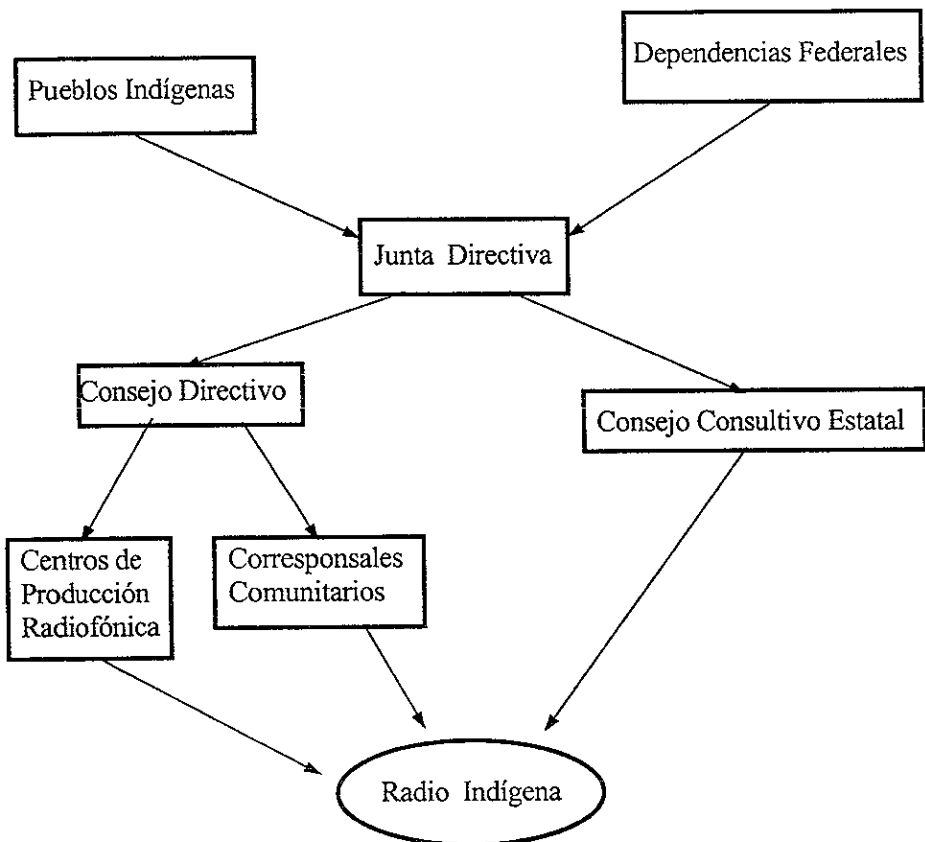 Dependencias Federales
Pueblos Indígenas
Junta Directiva
Consejo Directivo
Consejo Consultivo Estatal
Centros de
Producción
Radiofónica
Corresponsales
Comunitarios
Radio Indígena